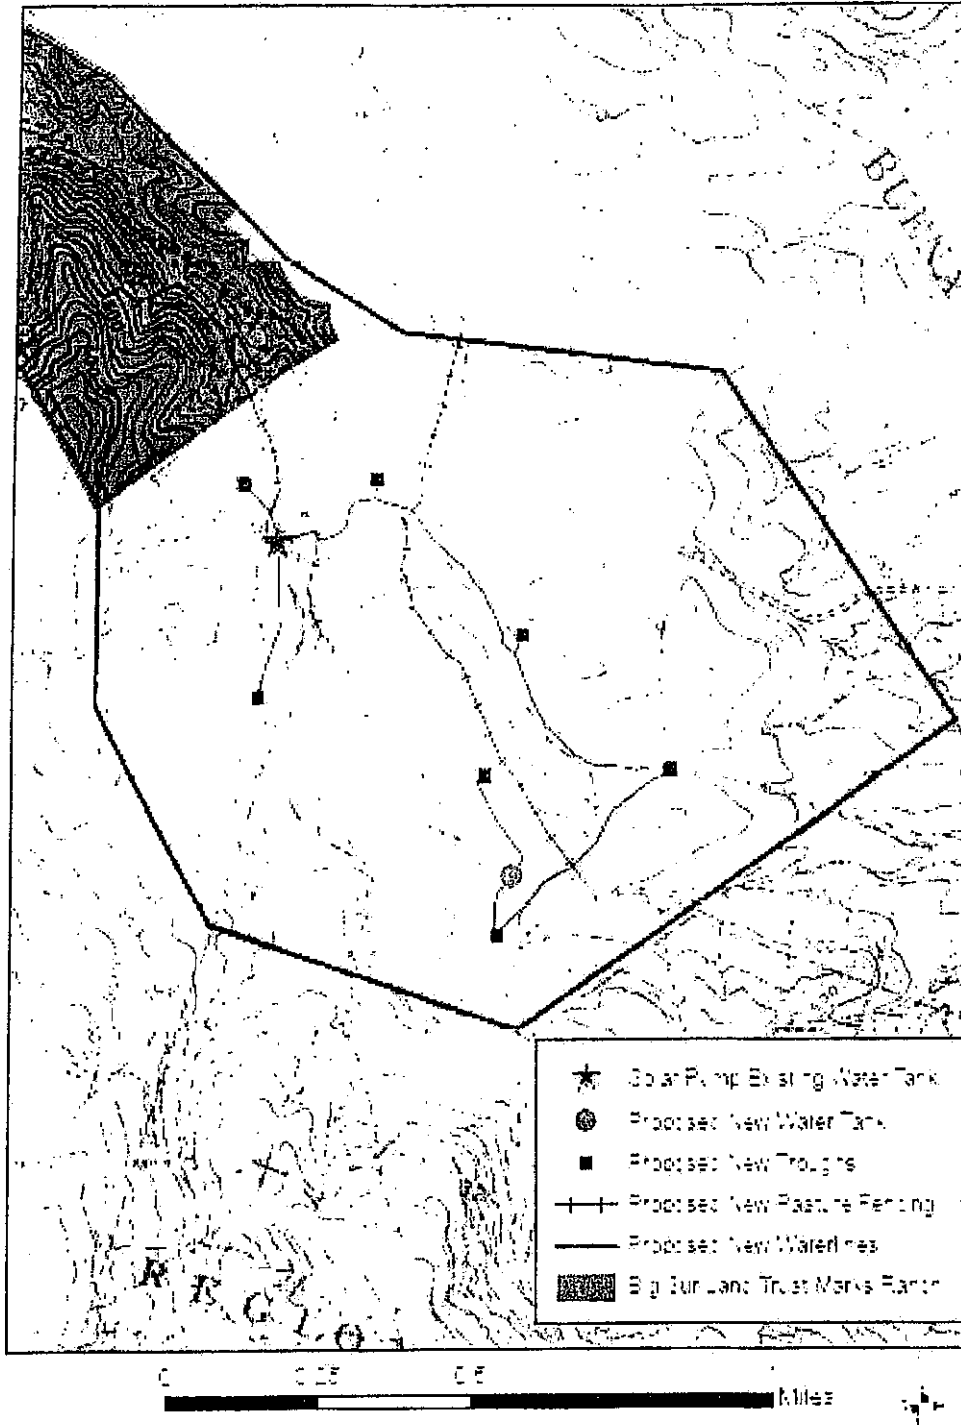 BUENA
Solar Pump Existing Water Tank
Proposed New Water Tank
Proposed New Troughs
Proposed New Pasture Fencing
Proposed New Waterlines
Big Sur Land Trust Marks Ranch
0 0.25 0.5
Miles